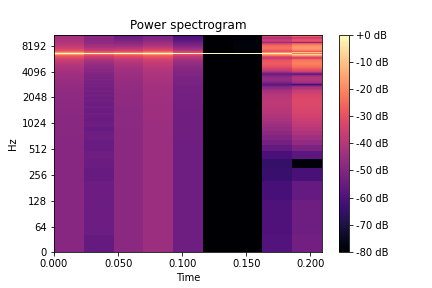 Power spectrogram
8192
4096
2048
1024
512
256
128
64
0
Hz
0.000 0.050 0.100 0.150 0.200
Time
+0 dB
-10 dB
-20 dB
-30 dB
-40 dB
-50 dB
-60 dB
-70 dB
-80 dB